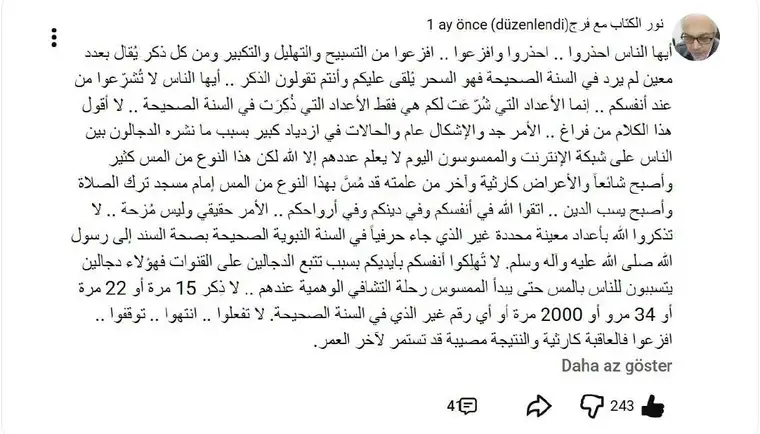 نور الكتاب مع فرج(düzenlendi) 1 ay önce
أيها الناس احذروا .. احذروا وافزعوا .. افزعوا من التسبيح والتهليل والتكبير ومن كل ذكر يُقال بعدد
معين لم يرد في السنة الصحيحة فهو السحر يُلقى عليكم وأنتم تقولون الذكر .. أيها الناس لا تُشرّعوا من
عند أنفسكم .. إنما الأعداد التي شُرّعَت لكم هي فقط الأعداد التي ذُكِرَت في السنة الصحيحة .. لا أقول
هذا الكلام من فراغ .. الأمر جد والإشكال عام والحالات في ازدياد كبير بسبب ما نشره الدجالون بين
الناس على شبكة الإنترنت والممسوسون اليوم لا يعلم عددهم إلا الله لكن هذا النوع من المس كثير
وأصبح شائعاً والأعراض كارثية وآخر من علمته قد مُسَّ بهذا النوع من المس إمام مسجد ترك الصلاة
وأصبح يسب الدين .. اتقوا الله في أنفسكم وفي دينكم وفي أرواحكم .. الأمر حقيقي وليس مُزحة .. لا
تذكروا الله بأعداد معينة محددة غير الذي جاء حرفياً في السنة النبوية الصحيحة بصحة السند إلى رسول
الله صلى الله عليه وآله وسلم. لا تُهلِكوا أنفسكم بأيديكم بسبب تتبع الدجالين على القنوات فهؤلاء دجالين
يتسببون للناس بالمس حتى يبدأ الممسوس رحلة التشافي الوهمية عندهم .. لا ذِكر 15 مرة أو 22 مرة
أو 34 مرو أو 2000 مرة أو أي رقم غير الذي في السنة الصحيحة. لا تفعلوا .. انتهوا .. توقفوا ..
افزعوا فالعاقبة كارثية والنتيجة مصيبة قد تستمر لآخر العمر.
Daha az göster
243
41